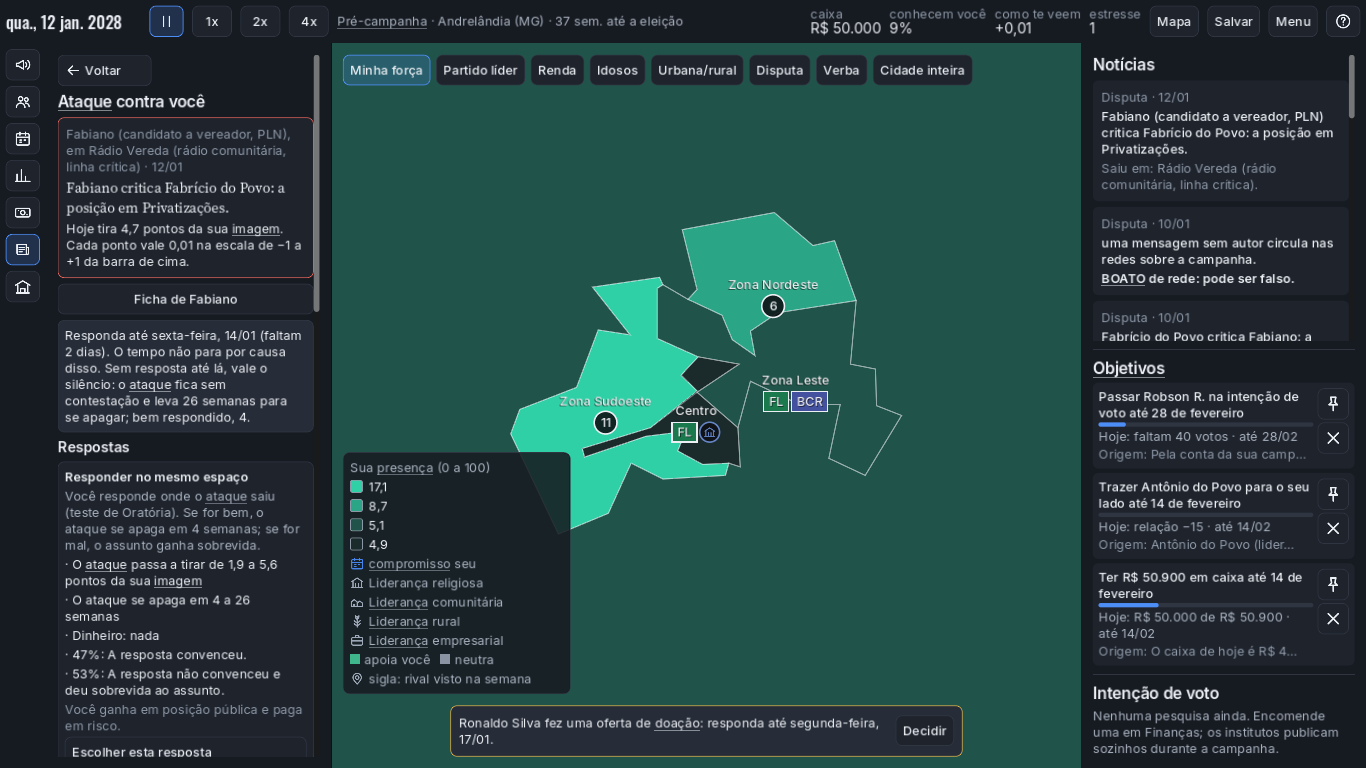 qua., 12 jan. 2028
1x
2x
4x
Pré-campanha · Andrelândia (MG) · 37 sem. até a eleição
caixa
R$ 50.000
conhecem você
9%
como te veem
+0,01
estresse
1
Mapa
Salvar
Menu
Voltar
Ataque contra você
Fabiano (candidato a vereador, PLN),
em Rádio Vereda (rádio comunitária,
linha crítica) · 12/01
Fabiano critica Fabrício do Povo: a
posição em Privatizações.
Hoje tira 4,7 pontos da sua imagem.
Cada ponto vale 0,01 na escala de −1 a
+1 da barra de cima.
Ficha de Fabiano
Responda até sexta-feira, 14/01 (faltam
2 dias). O tempo não para por causa
disso. Sem resposta até lá, vale o
silêncio: o ataque fica sem
contestação e leva 26 semanas para
se apagar; bem respondido, 4.
Respostas
Responder no mesmo espaço
Você responde onde o ataque saiu
(teste de Oratória). Se for bem, o
ataque se apaga em 4 semanas; se for
mal, o assunto ganha sobrevida.
· O ataque passa a tirar de 1,9 a 5,6
pontos da sua imagem
· O ataque se apaga em 4 a 26
semanas
· Dinheiro: nada
· 47%: A resposta convenceu.
· 53%: A resposta não convenceu e
deu sobrevida ao assunto.
Você ganha em posição pública e paga
em risco.
Escolher esta resposta
Minha força
Partido líder
Renda
Idosos
Urbana/rural
Disputa
Verba
Cidade inteira
Zona Nordeste
6
Zona Leste
FL
BCR
Zona Sudoeste
11
Centro
FL
Sua presença (0 a 100)
17,1
8,7
5,1
4,9
compromisso seu
Liderança religiosa
Liderança comunitária
Liderança rural
Liderança empresarial
apoia você
neutra
sigla: rival visto na semana
Ronaldo Silva fez uma oferta de doação: responda até segunda-feira,
17/01.
Decidir
Notícias
Disputa · 12/01
Fabiano (candidato a vereador, PLN)
critica Fabrício do Povo: a posição em
Privatizações.
Saiu em: Rádio Vereda (rádio
comunitária, linha crítica).
Disputa · 10/01
uma mensagem sem autor circula nas
redes sobre a campanha.
BOATO de rede: pode ser falso.
Disputa · 10/01
Fabrício do Povo critica Fabiano: a
Objetivos
Passar Robson R. na intenção de
voto até 28 de fevereiro
Hoje: faltam 40 votos · até 28/02
Origem: Pela conta da sua camp...
Trazer Antônio do Povo para o seu
lado até 14 de fevereiro
Hoje: relação −15 · até 14/02
Origem: Antônio do Povo (lider...
Ter R$ 50.900 em caixa até 14 de
fevereiro
Hoje: R$ 50.000 de R$ 50.900 ·
até 14/02
Origem: O caixa de hoje é R$ 4...
Intenção de voto
Nenhuma pesquisa ainda. Encomende
uma em Finanças; os institutos publicam
sozinhos durante a campanha.